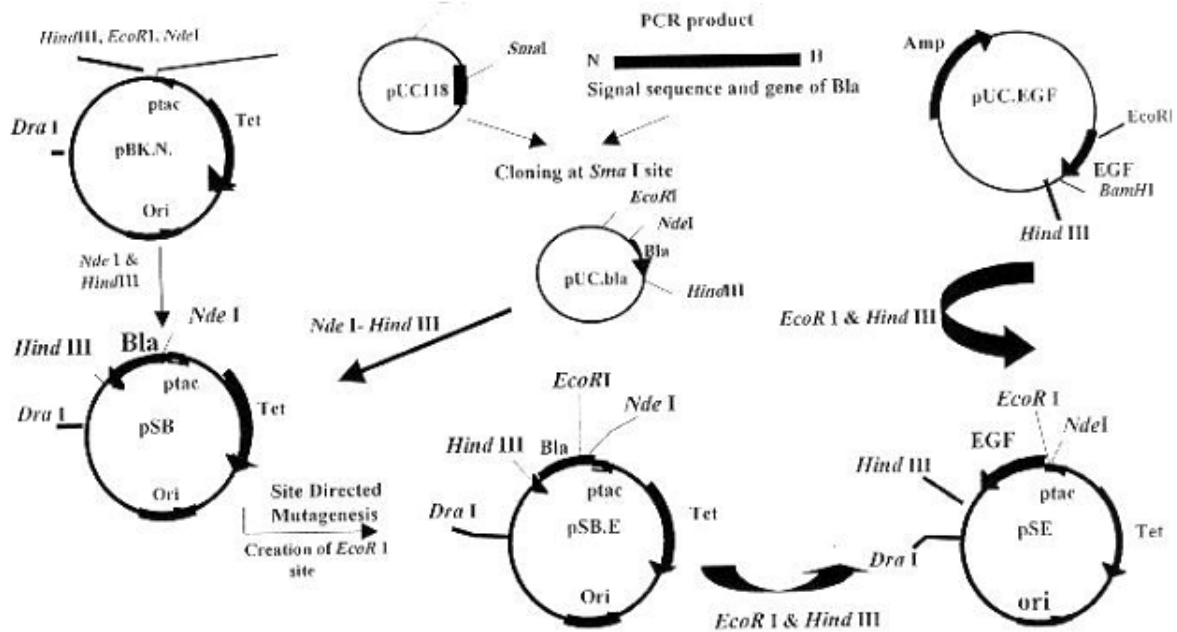 HindIII, EcoRI, NdeI
ptac
Tet
Dra I
pBK.N.
Ori
Nde I &
HindIII
SmaI
pUC118
PCR product
N
H
Signal sequence and gene of Bla
Cloning at Sma I site
EcoRI
NdeI
Bla
pUC.bla
HindIII
Amp
pUC.EGF
EcoRI
EGF
BamHI
Hind III
EcoR I & Hind III
Nde I- Hind III
Nde I
Bla
Hind III
ptac
Dra I
Tet
pSB
Ori
Site Directed
Mutagenesis
Creation of EcoR I
site
EcoRI
Nde I
Hind III
Bla
ptac
Dra I
Tet
pSB.E
Ori
EcoR I & Hind III
EcoR I
NdeI
EGF
Hind III
ptac
Tet
pSE
Dra I
ori